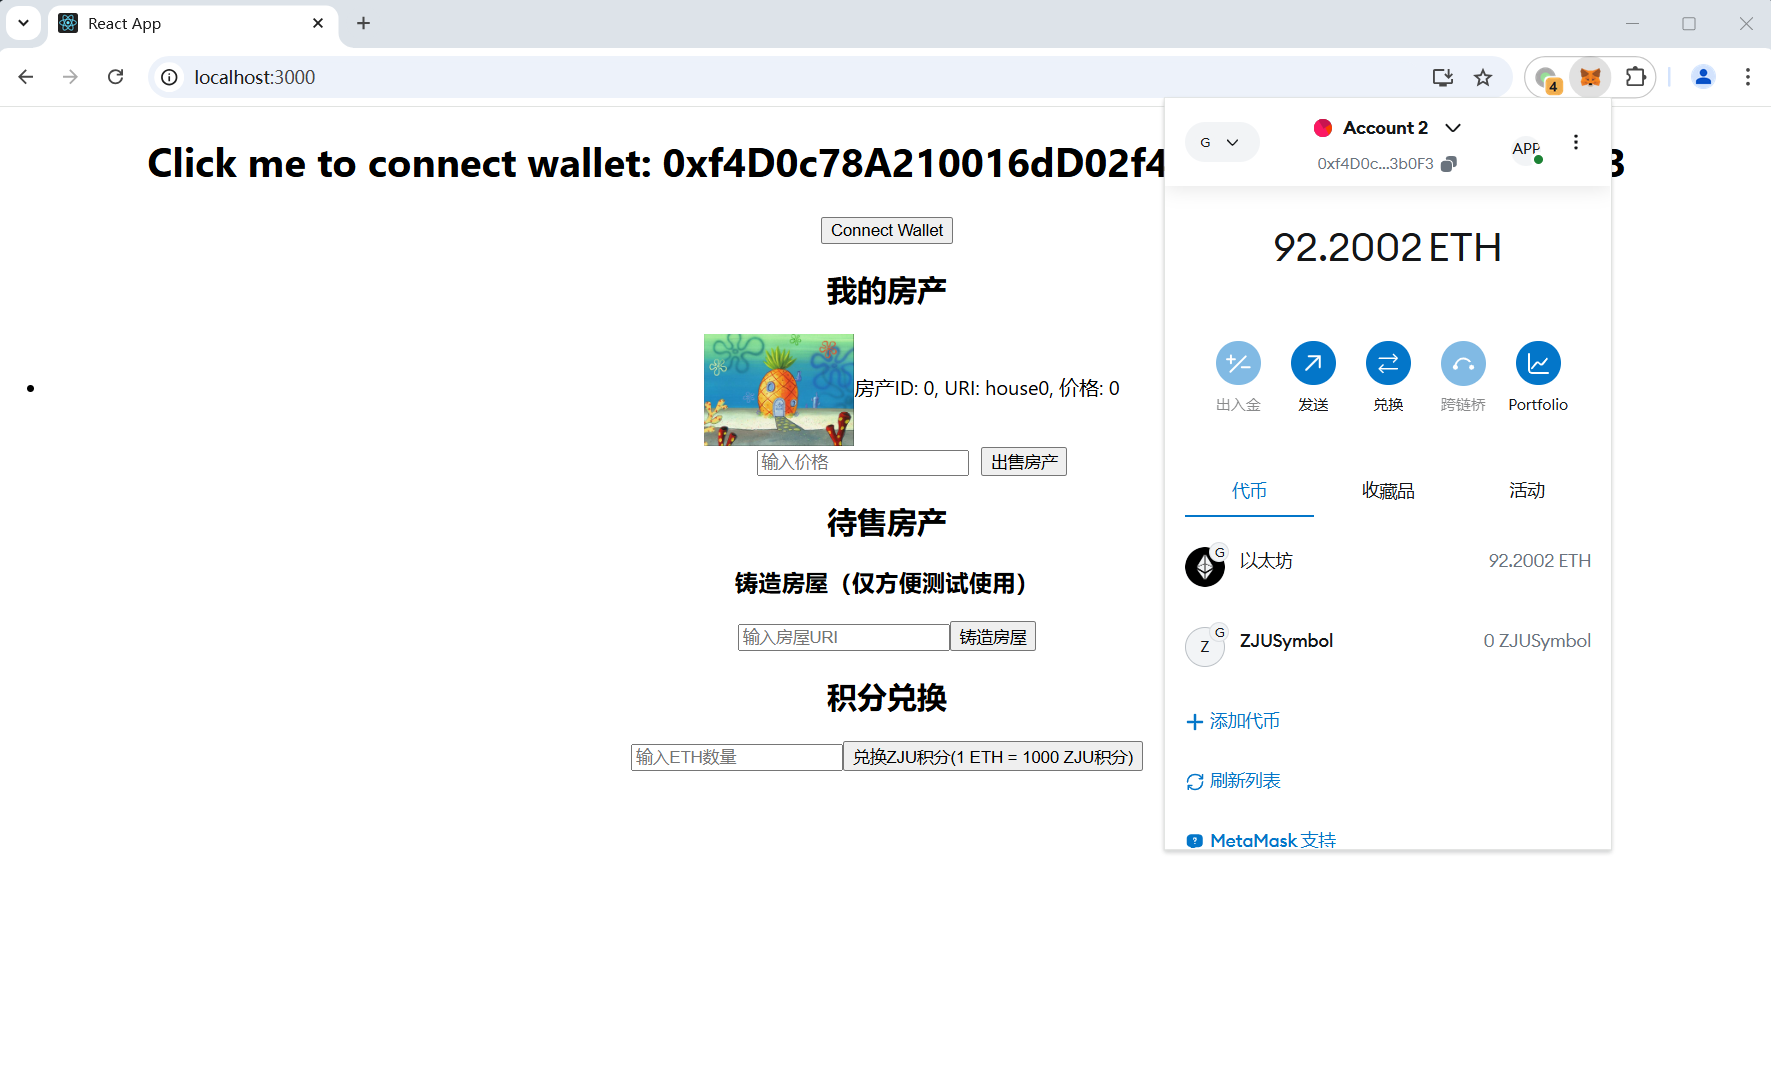 React App
localhost:3000
4
Click me to connect wallet: 0xf4D0c78A210016dD02f4
3
Connect Wallet
我的房产
房产ID: 0, URI: house0, 价格: 0
输入价格
出售房产
待售房产
铸造房屋（仅方便测试使用）
输入房屋URI
铸造房屋
积分兑换
输入ETH数量
兑换ZJU积分(1 ETH = 1000 ZJU积分)
G
Account 2
0xf4D0c...3b0F3
APP
92.2002 ETH
出入金
发送
兑换
跨链桥
Portfolio
代币
收藏品
活动
G
以太坊
92.2002 ETH
Z
G
ZJUSymbol
0 ZJUSymbol
添加代币
刷新列表
MetaMask 支持